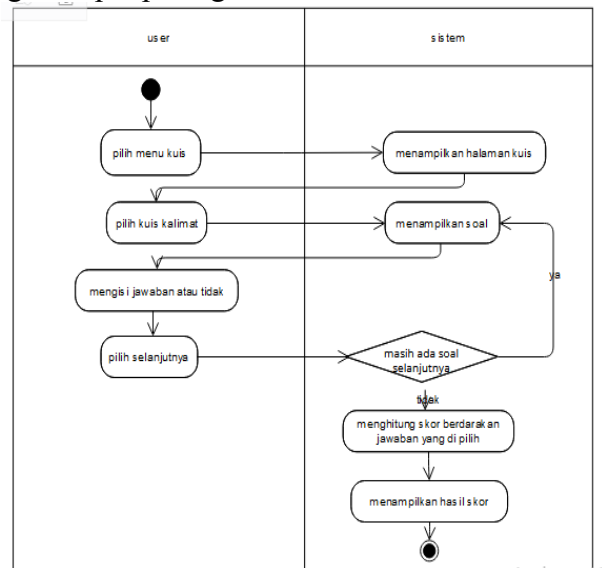 user
sistem
pilih menu kuis
menampilkan halaman kuis
pilih kuis kalimat
menampilkan soal
ya
mengisi jawaban atau tidak
pilih selanjutnya
masih ada soal
selanjutnya
tidak
menghitung skor berdarakan
jawaban yang di pilih
menampilkan hasil skor